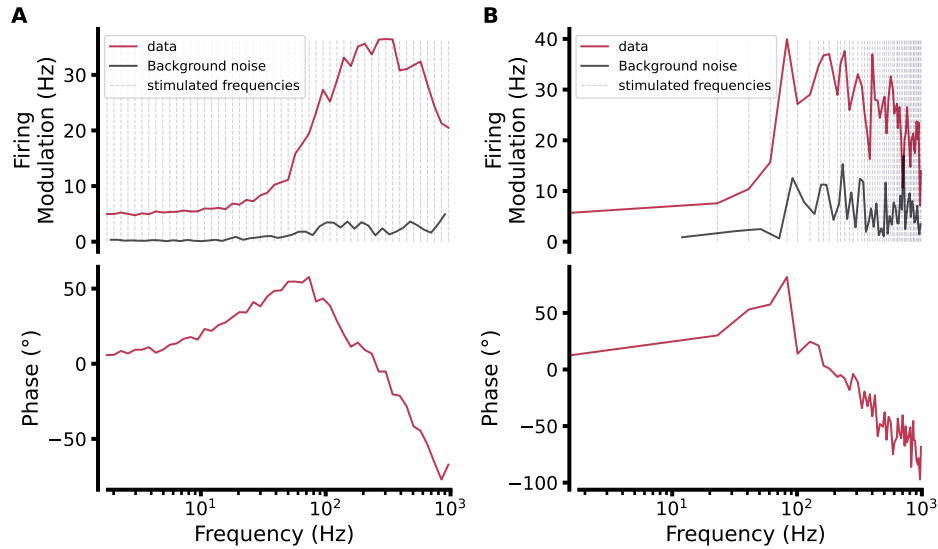 A
B
data
Background noise
stimulated frequencies
Firing
Modulation (Hz)
30
20
10
0
data
Background noise
stimulated frequencies
Firing
Modulation (Hz)
40
30
20
10
0
Phase (°)
50
0
−50
10¹
10²
10³
Frequency (Hz)
Phase (°)
50
0
−50
−100
10¹
10²
10³
Frequency (Hz)